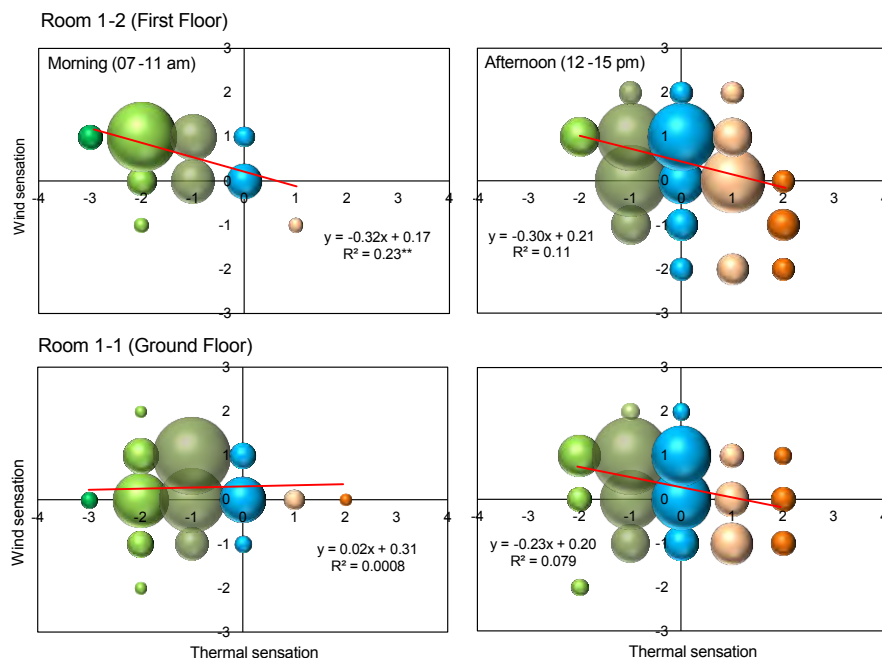 Room 1-2 (First Floor)
Morning (07-11 am)
Afternoon (12-15 pm)
Wind sensation
3
2
1
0
-1
-2
-3
-4 -3 -2 -1 0 1 2 3 4
y = -0.32x + 0.17
R² = 0.23**
3
2
1
0
-1
-2
-3
-4 -3 -2 -1 0 1 2 3 4
y = -0.30x + 0.21
R² = 0.11
Room 1-1 (Ground Floor)
Wind sensation
3
2
1
0
-1
-2
-3
-4 -3 -2 -1 0 1 2 3 4
y = 0.02x + 0.31
R² = 0.0008
Thermal sensation
3
2
1
0
-1
-2
-3
-4 -3 -2 -1 0 1 2 3 4
y = -0.23x + 0.20
R² = 0.079
Thermal sensation